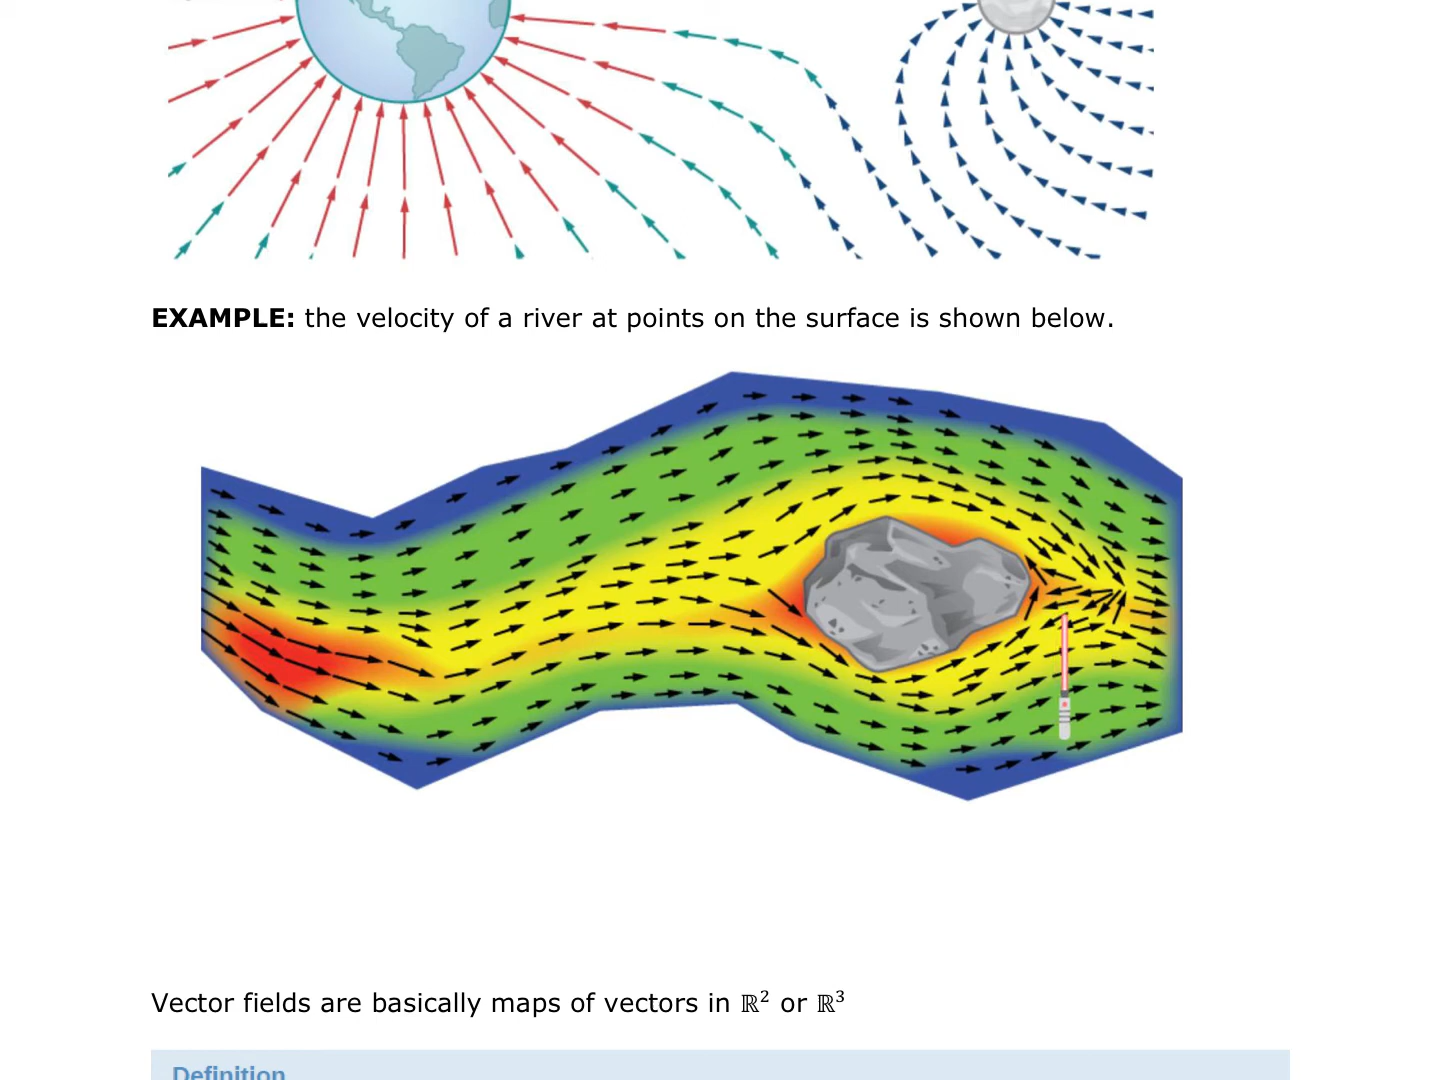 EXAMPLE: the velocity of a river at points on the surface is shown below.
Vector fields are basically maps of vectors in ℝ² or ℝ³
Definition